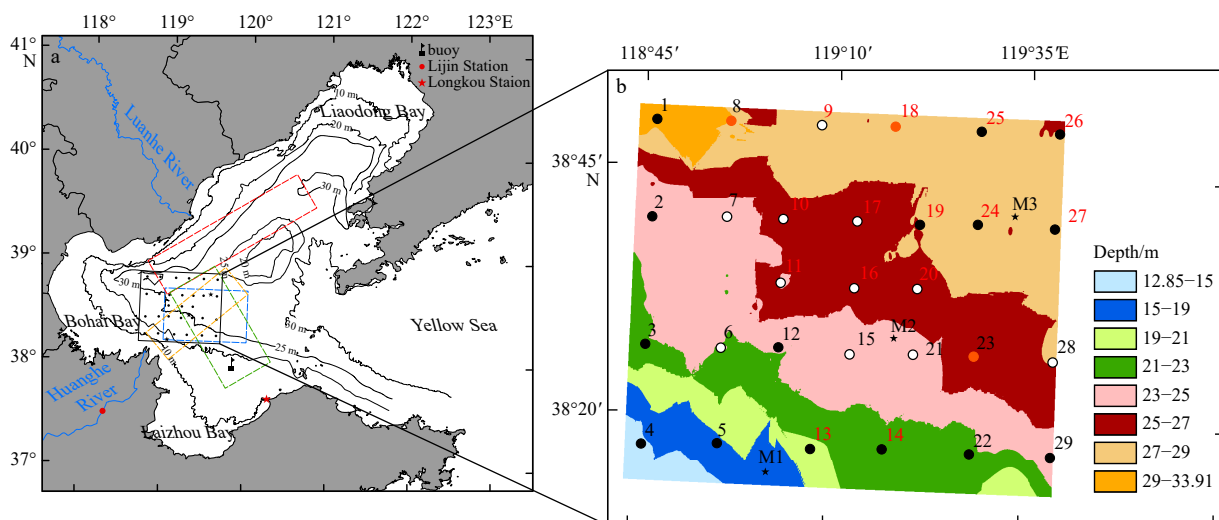 118°
119°
120°
121°
122°
123°E
41°
N
40°
39°
38°
37°
a
buoy
Lijin Station
Longkou Staion
Liaodong Bay
10 m
20 m
30 m
Luanhe River
Bohai Bay
30 m
10 m
30 m
25 m
Yellow Sea
Huanghe
River
Laizhou Bay
118°45′
119°10′
119°35′E
38°45′
N
38°20′
b
1
8
9
18
25
26
2
7
10
17
19
24
M3
27
11
16
20
3
6
12
15
M2
21
23
28
4
5
M1
13
14
22
29
Depth/m
12.85−15
15−19
19−21
21−23
23−25
25−27
27−29
29−33.91